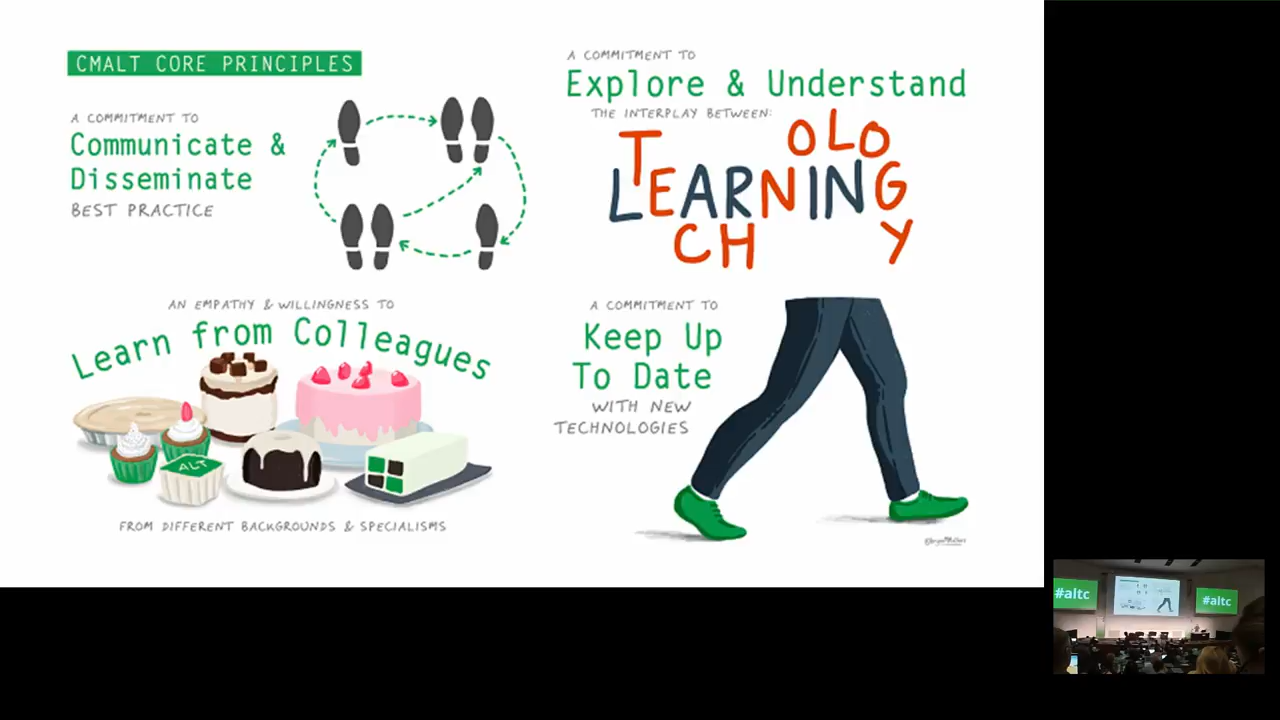 CMALT CORE PRINCIPLES
A COMMITMENT TO
Communicate &
Disseminate
BEST PRACTICE
A COMMITMENT TO
Explore & Understand
THE INTERPLAY BETWEEN:
TECHNOLOGY
LEARNING
AN EMPATHY & WILLINGNESS TO
Learn from Colleagues
ALT
FROM DIFFERENT BACKGROUNDS & SPECIALISMS
A COMMITMENT TO
Keep Up
To Date
WITH NEW
TECHNOLOGIES
#altc
#altc